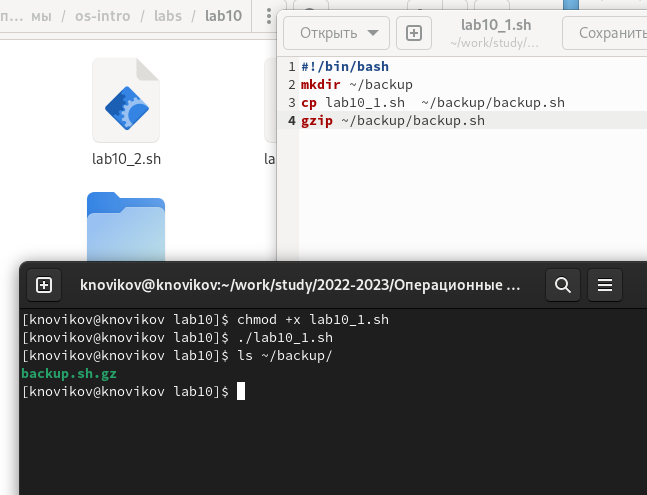 п… мы / os-intro / labs / lab10
lab10_2.sh
la
Открыть
lab10_1.sh
~/work/study/…
Сохранить
1 #!/bin/bash
2 mkdir ~/backup
3 cp lab10_1.sh  ~/backup/backup.sh
4 gzip ~/backup/backup.sh
knovikov@knovikov:~/work/study/2022-2023/Операционные …
[knovikov@knovikov lab10]$ chmod +x lab10_1.sh
[knovikov@knovikov lab10]$ ./lab10_1.sh
[knovikov@knovikov lab10]$ ls ~/backup/
backup.sh.gz
[knovikov@knovikov lab10]$